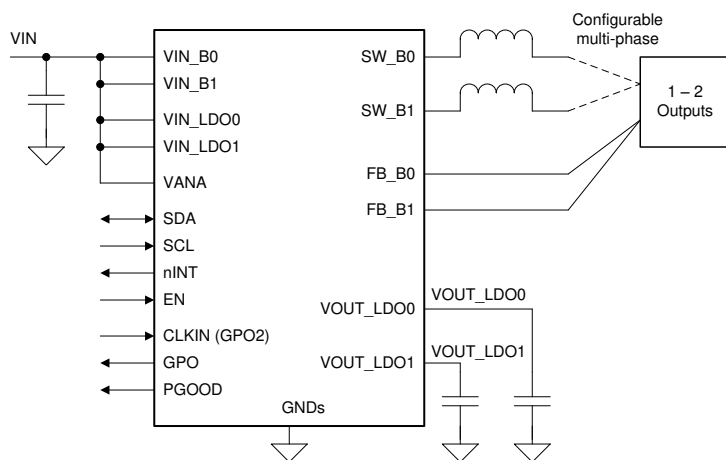 VIN
VIN_B0
VIN_B1
VIN_LDO0
VIN_LDO1
VANA
SDA
SCL
nINT
EN
CLKIN (GPO2)
GPO
PGOOD
GNDs
SW_B0
SW_B1
FB_B0
FB_B1
VOUT_LDO0
VOUT_LDO1
VOUT_LDO0
VOUT_LDO1
Configurable
multi-phase
1 – 2
Outputs